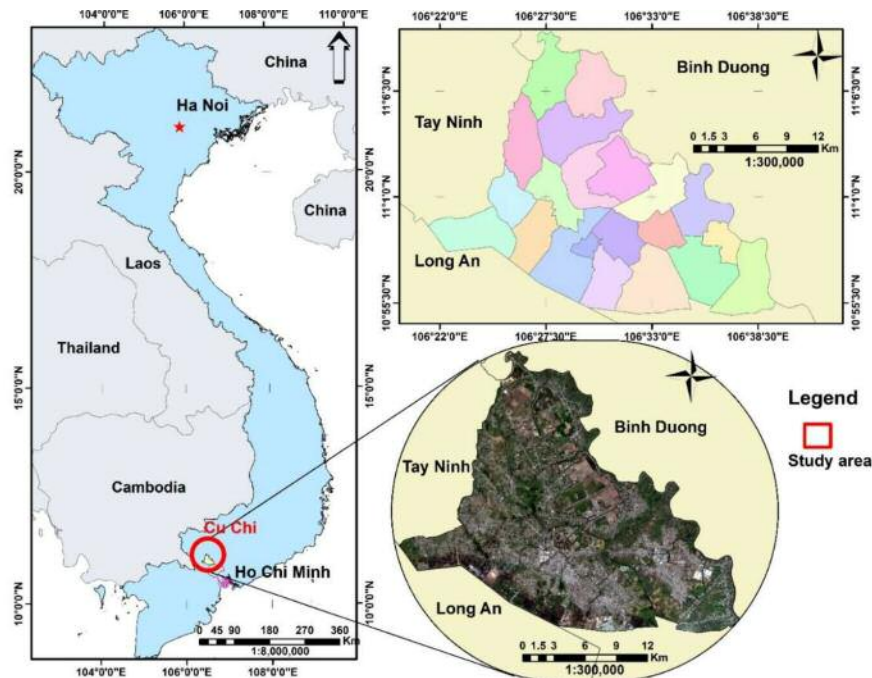 104°0'0"E 106°0'0"E 108°0'0"E 110°0'0"E
China
Ha Noi
China
Laos
Thailand
Cambodia
Cu Chi
Ho Chi Minh
20°0'0"N
15°0'0"N
10°0'0"N
20°0'0"N
15°0'0"N
10°0'0"N
0 45 90 180 270 360
Km
1:8,000,000
104°0'0"E 106°0'0"E 108°0'0"E
106°22'0"E 106°27'30"E 106°33'0"E 106°38'30"E
Binh Duong
Tay Ninh
Long An
0 1.5 3 6 9 12
Km
1:300,000
11°6'30"N
11°1'0"N
10°55'30"N
11°6'30"N
11°1'0"N
10°55'30"N
106°22'0"E 106°27'30"E 106°33'0"E 106°38'30"E
Binh Duong
Tay Ninh
Long An
0 1.5 3 6 9 12
Km
1:300,000
Legend
Study area